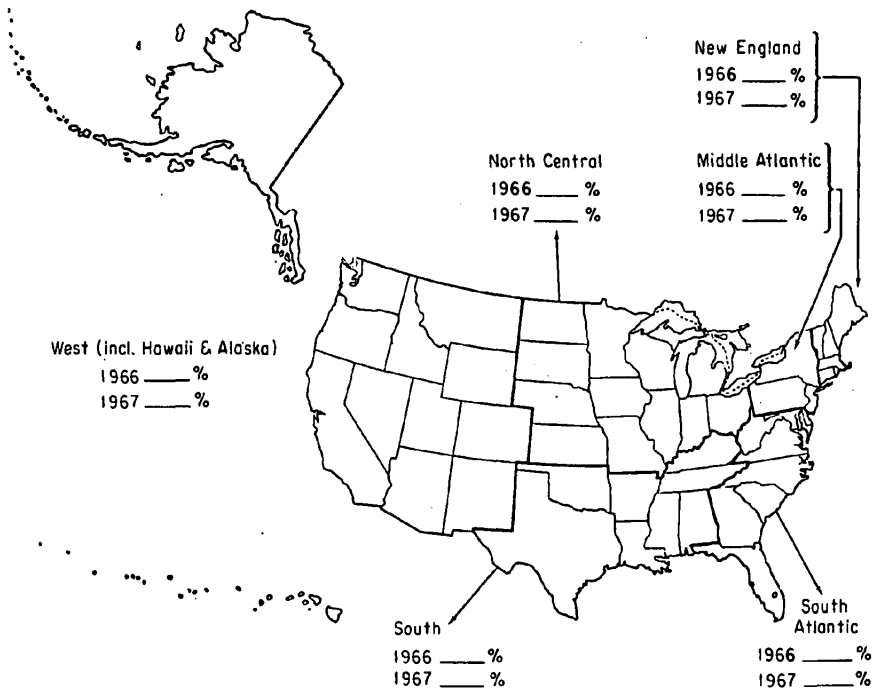 New England
1966 ____ %
1967 ____ %
North Central
1966 ____ %
1967 ____ %
Middle Atlantic
1966 ____ %
1967 ____ %
West (incl. Hawaii & Alaska)
1966 ____ %
1967 ____ %
South
1966 ____ %
1967 ____ %
South
Atlantic
1966 ____ %
1967 ____ %